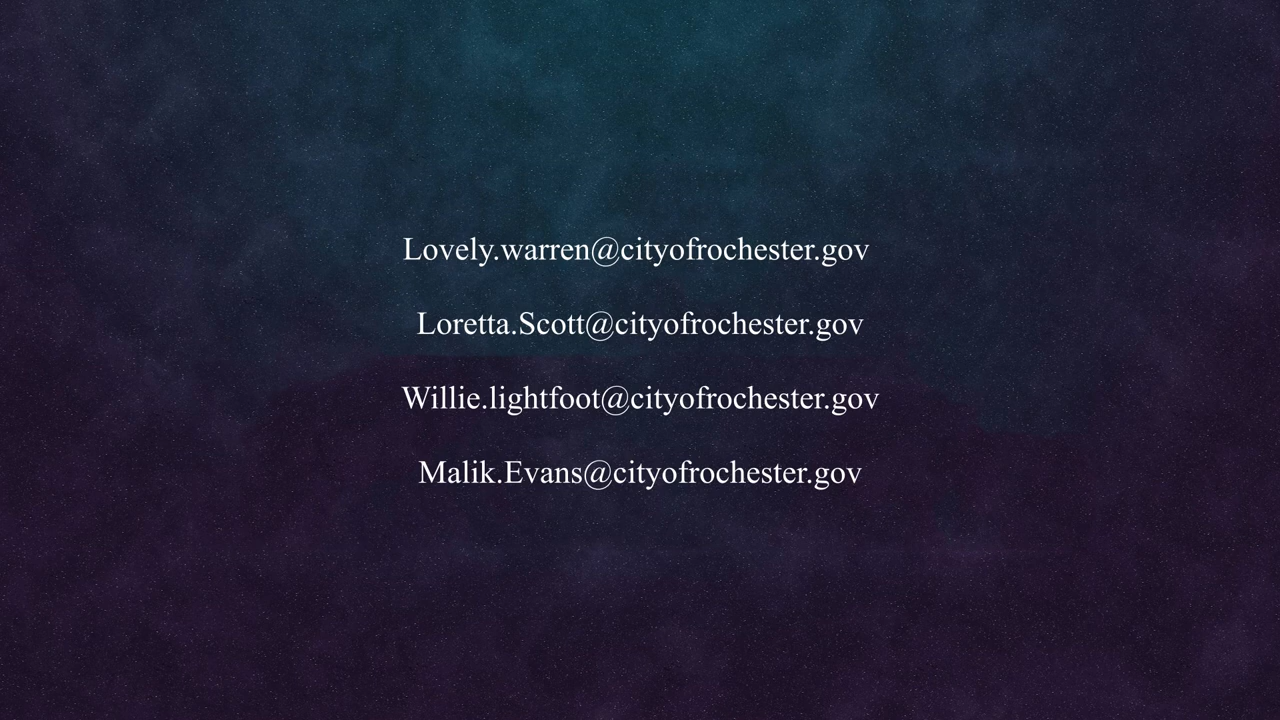 Lovely.warren@cityofrochester.gov
Loretta.Scott@cityofrochester.gov
Willie.lightfoot@cityofrochester.gov
Malik.Evans@cityofrochester.gov